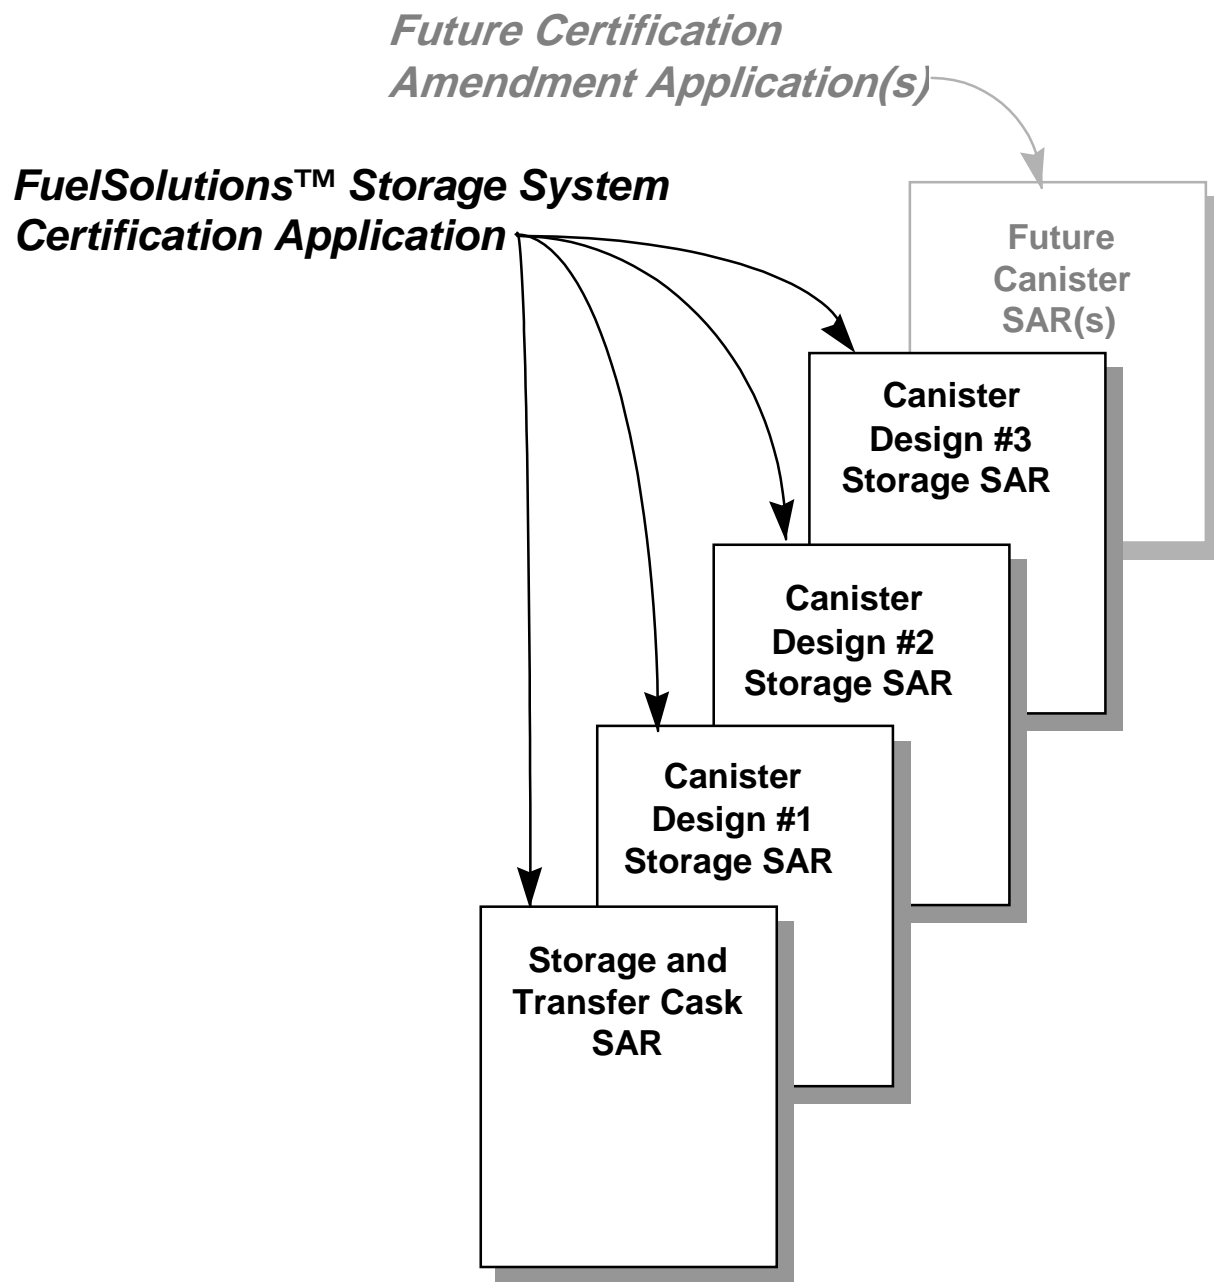 Future Certification
Amendment Application(s)
FuelSolutions™ Storage System
Certification Application
Future
Canister
SAR(s)
Canister
Design #3
Storage SAR
Canister
Design #2
Storage SAR
Canister
Design #1
Storage SAR
Storage and
Transfer Cask
SAR